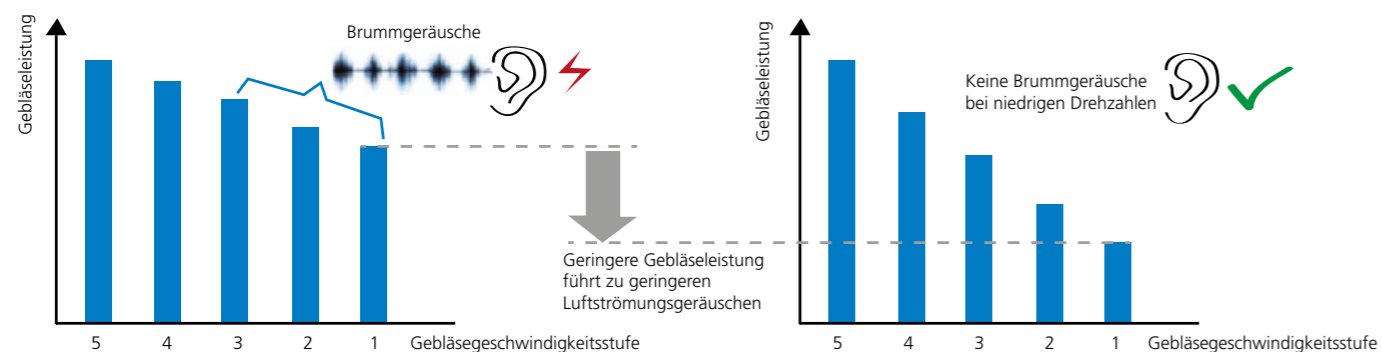 Gebläseleistung
Brummgeräusche
5 4 3 2 1 Gebläsegeschwindigkeitsstufe
Geringere Gebläseleistung
führt zu geringeren
Luftströmungsgeräuschen
Gebläseleistung
Keine Brummgeräusche
bei niedrigen Drehzahlen
5 4 3 2 1 Gebläsegeschwindigkeitsstufe